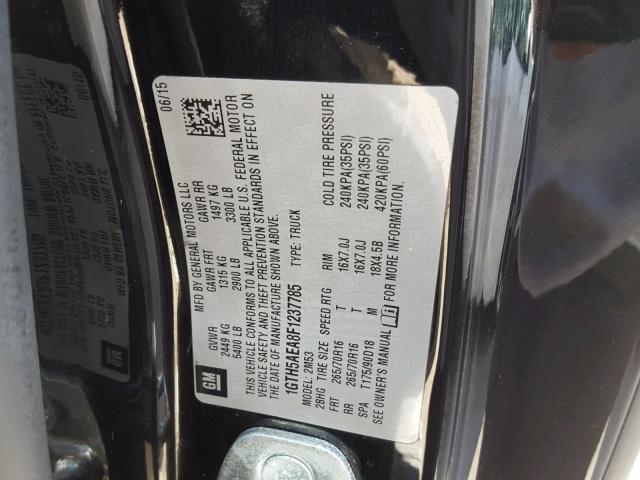 GM
MFD BY GENERAL MOTORS LLC
06/15
GVWR GAWR FRT GAWR RR
2449 KG 1315 KG 1497 KG
5400 LB 2900 LB 3300 LB
THIS VEHICLE CONFORMS TO ALL APPLICABLE U.S. FEDERAL MOTOR
VEHICLE SAFETY AND THEFT PREVENTION STANDARDS IN EFFECT ON
THE DATE OF MANUFACTURE SHOWN ABOVE.
1GTH5AEA8F1237785 TYPE: TRUCK
MODEL: 2M53
2BHG TIRE SIZE SPEED RTG RIM COLD TIRE PRESSURE
FRT 265/70R16 T 16X7.0J 240KPA(35PSI)
RR 265/70R16 T 16X7.0J 240KPA(35PSI)
SPA T175/90D18 M 18X4.5B 420KPA(60PSI)
SEE OWNER'S MANUAL FOR MORE INFORMATION.